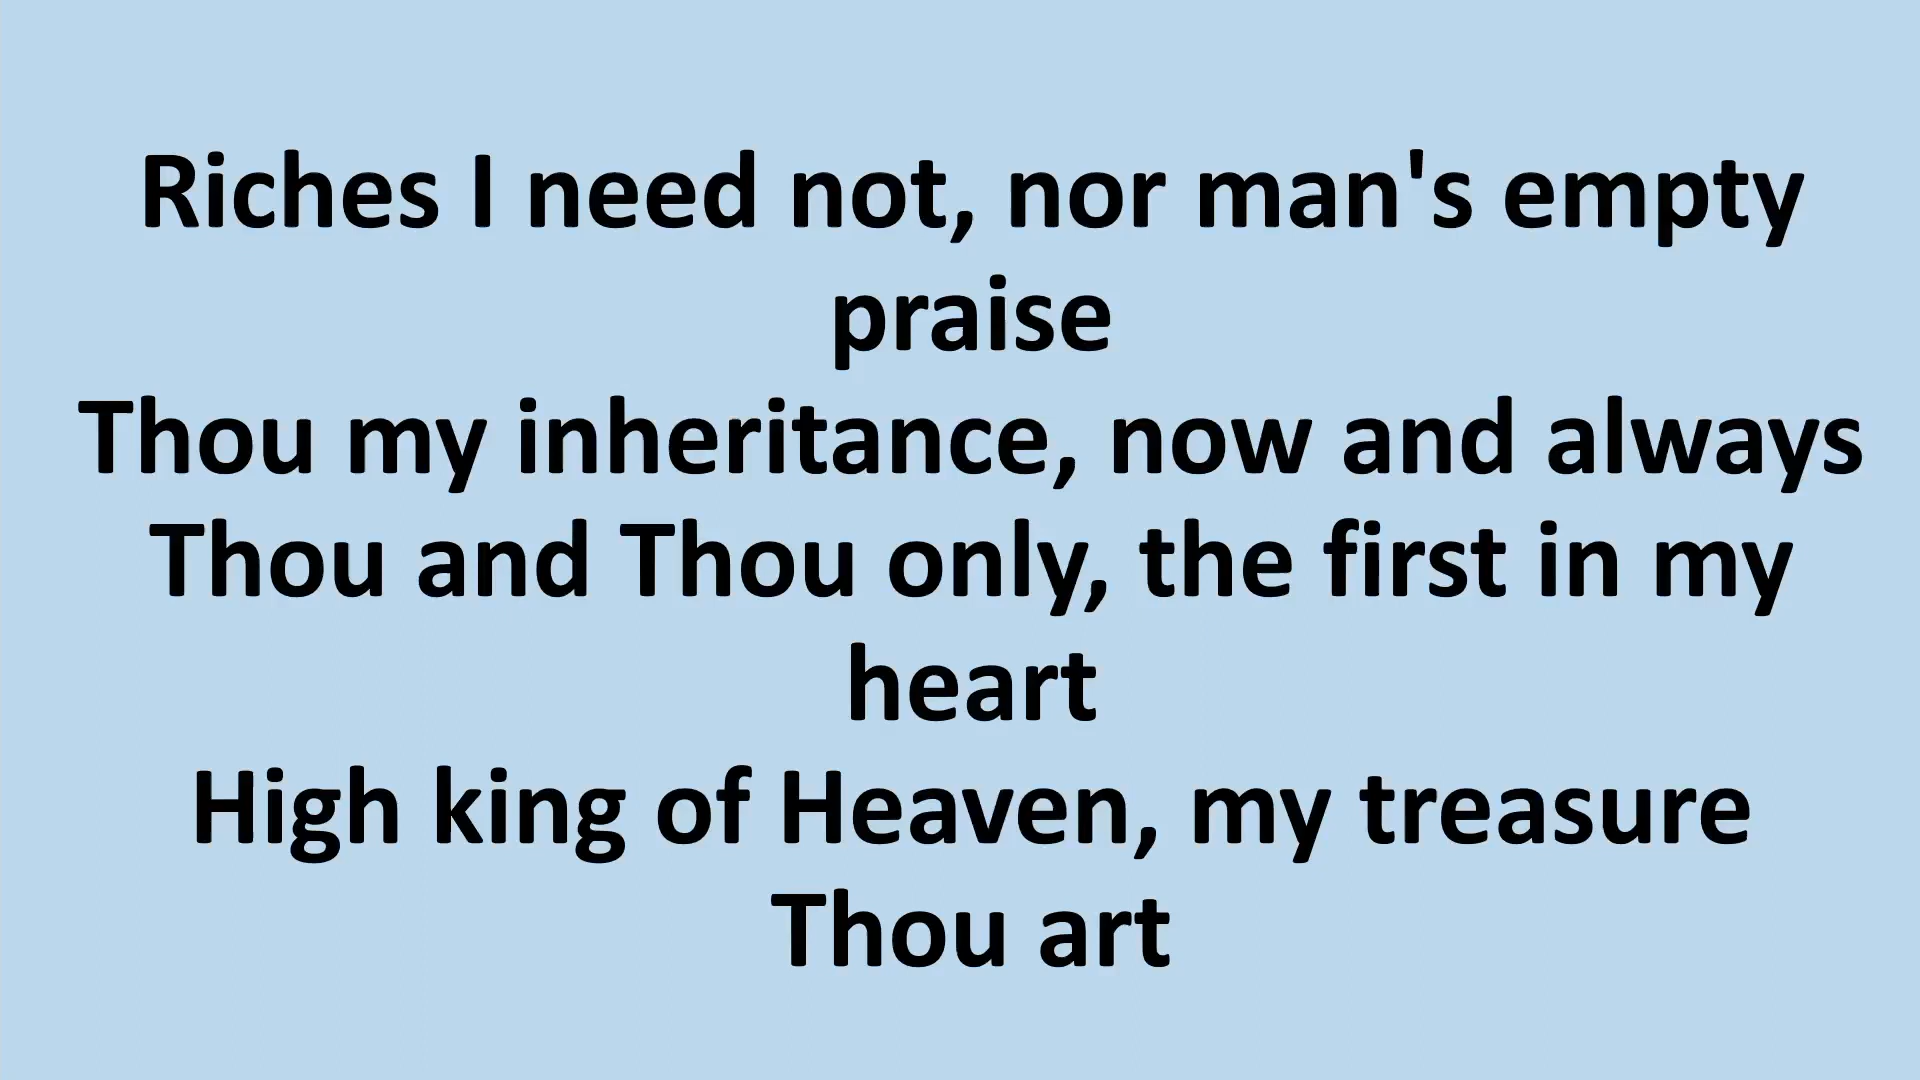 Riches I need not, nor man's empty
praise
Thou my inheritance, now and always
Thou and Thou only, the first in my
heart
High king of Heaven, my treasure
Thou art